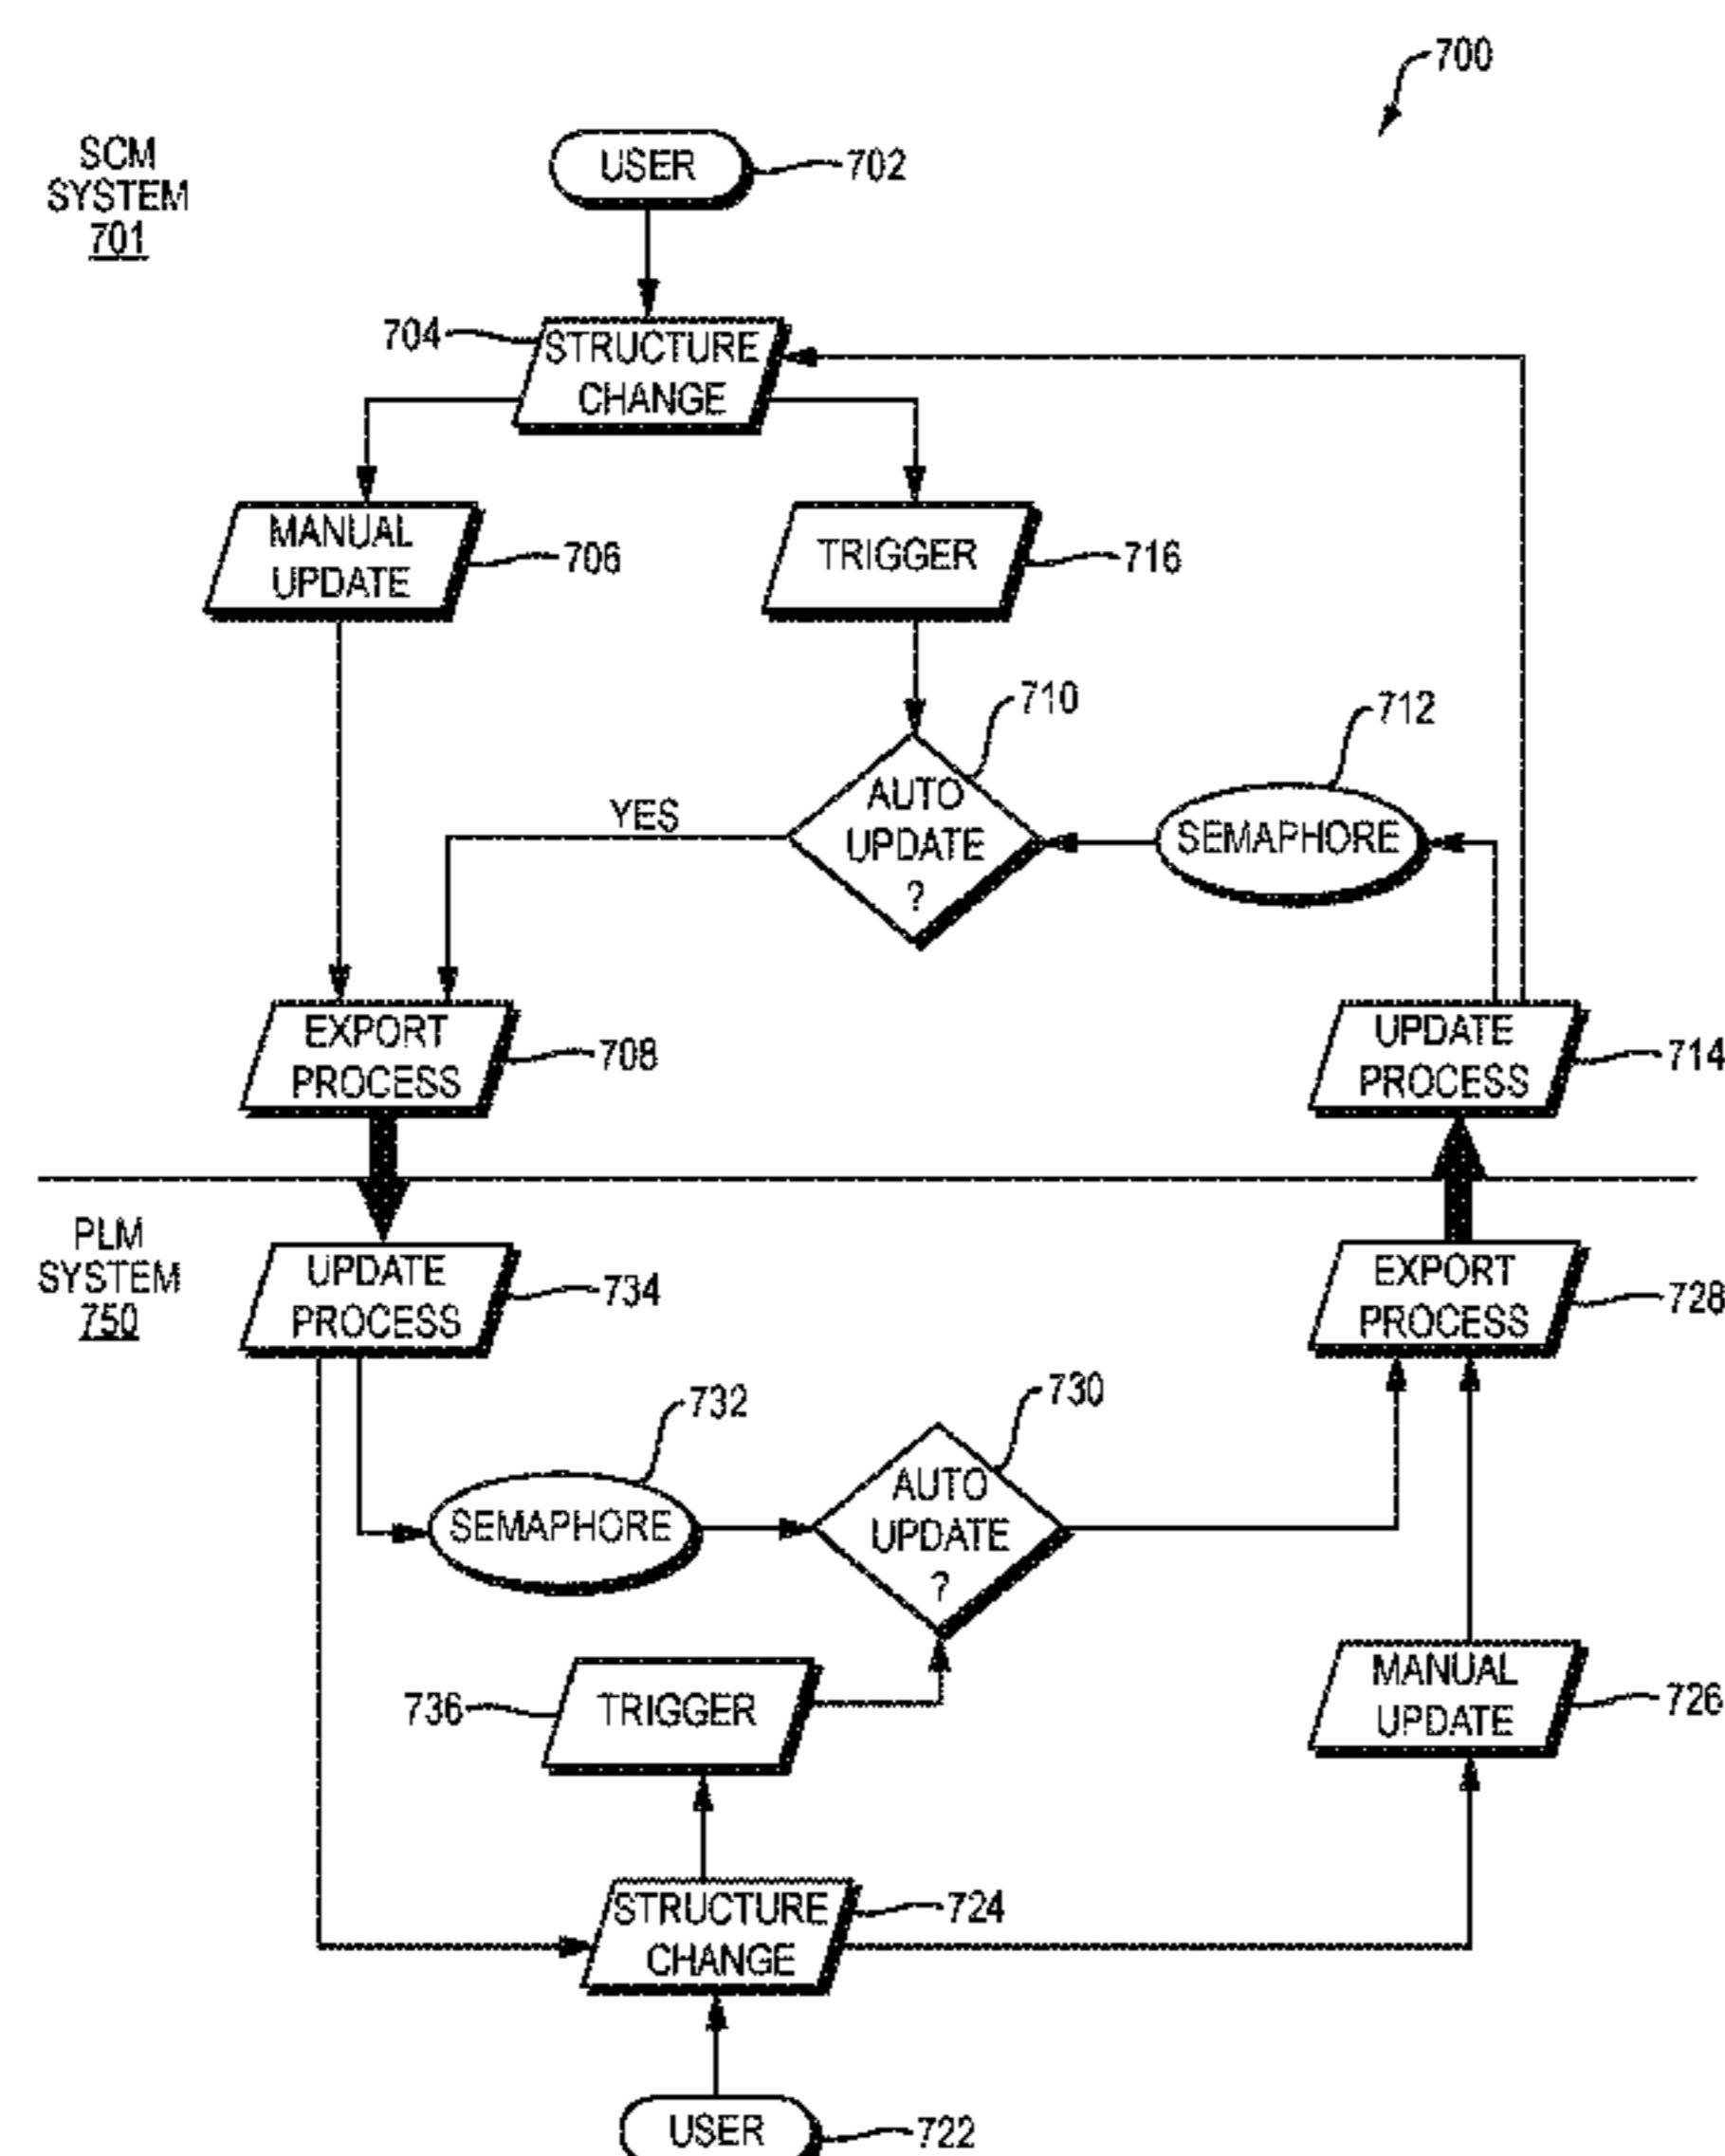 700
SCM
SYSTEM
701
USER
702
704
STRUCTURE
CHANGE
MANUAL
UPDATE
706
TRIGGER
716
710
712
AUTO
UPDATE
?
YES
SEMAPHORE
EXPORT
PROCESS
708
UPDATE
PROCESS
714
PLM
SYSTEM
750
UPDATE
PROCESS
734
EXPORT
PROCESS
728
732
730
SEMAPHORE
AUTO
UPDATE
?
736
TRIGGER
MANUAL
UPDATE
726
STRUCTURE
CHANGE
724
USER
722